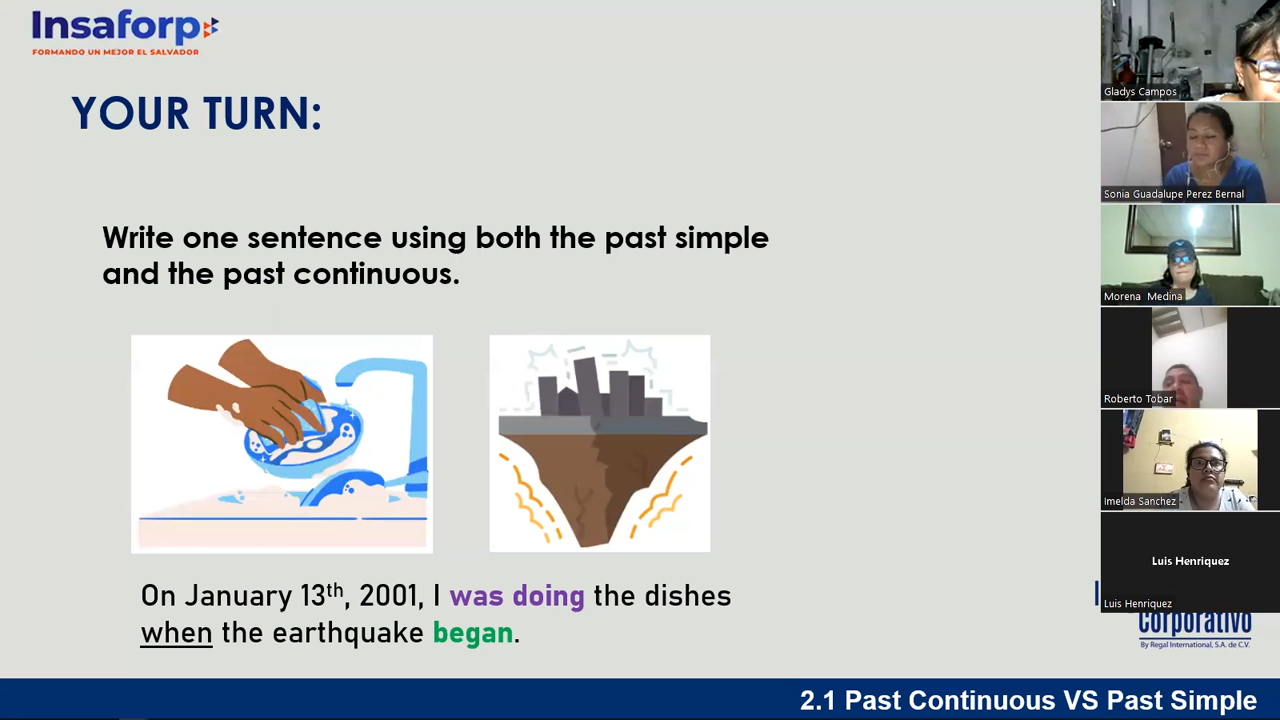 Insaforp
FORMANDO UN MEJOR EL SALVADOR
YOUR TURN:
Write one sentence using both the past simple
and the past continuous.
On January 13th, 2001, I was doing the dishes
when the earthquake began.
Gladys Campos
Sonia Guadalupe Perez Bernal
Morena Medina
Roberto Tobar
Imelda Sanchez
Luis Henriquez
Luis Henriquez
Corporativo
By Regal International, S.A. de C.V.
2.1 Past Continuous VS Past Simple